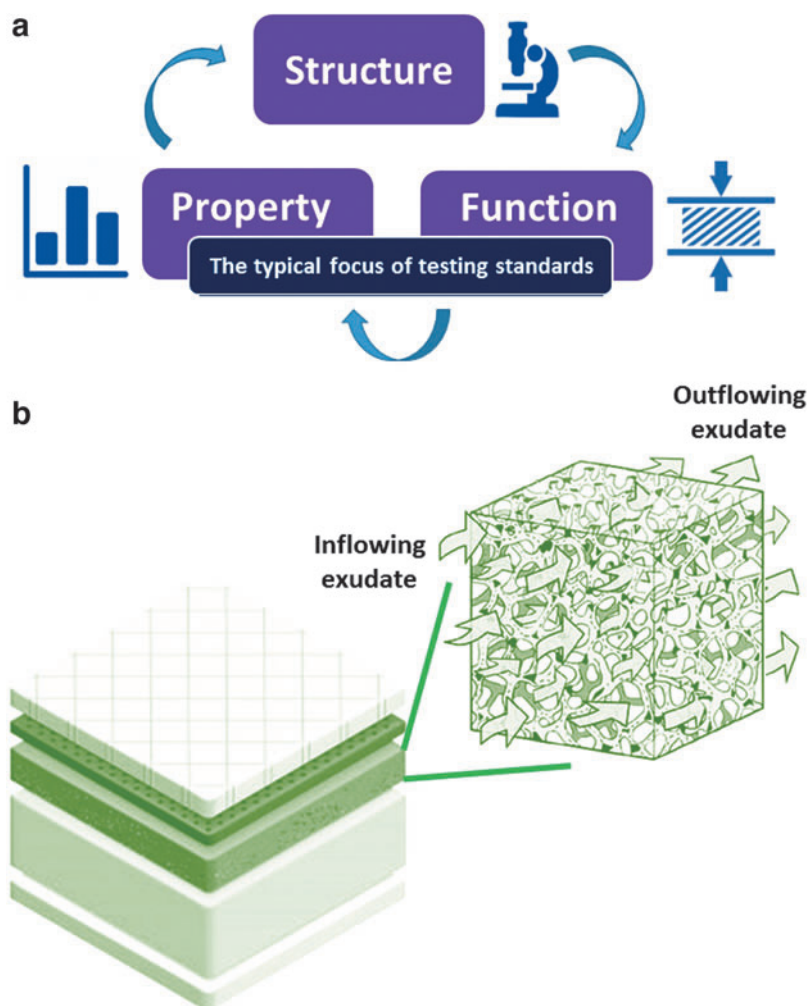 a
Structure
Property
Function
The typical focus of testing standards
b
Outflowing
exudate
Inflowing
exudate